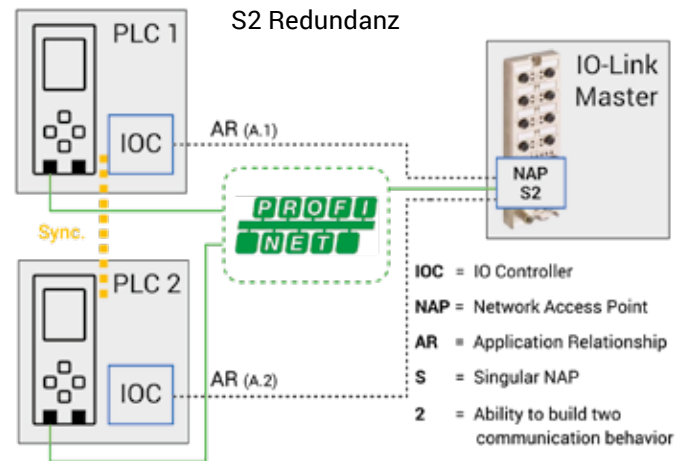 S2 Redundanz
PLC 1
IOC
AR (A.1)
IO-Link
Master
NAP
S2
PROFI
NET
Sync.
PLC 2
IOC
AR (A.2)
IOC = IO Controller
NAP = Network Access Point
AR = Application Relationship
S = Singular NAP
2 = Ability to build two
communication behavior